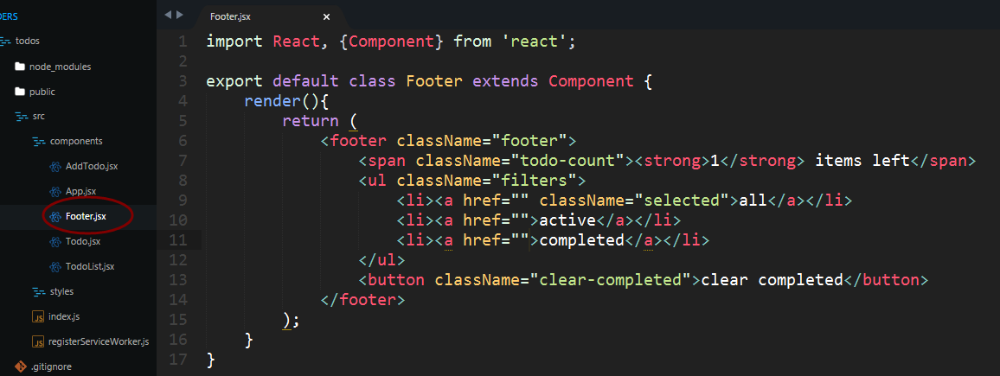 DERS
todos
node_modules
public
src
components
AddTodo.jsx
App.jsx
Footer.jsx
Todo.jsx
TodoList.jsx
styles
JS index.js
JS registerServiceWorker.js
.gitignore
Footer.jsx ×
1 import React, {Component} from 'react';
2
3 export default class Footer extends Component {
4     render(){
5         return (
6             <footer className="footer">
7                 <span className="todo-count"><strong>1</strong> items left</span>
8                 <ul className="filters">
9                     <li><a href="" className="selected">all</a></li>
10                     <li><a href="">active</a></li>
11                     <li><a href="">completed</a></li>
12                 </ul>
13                 <button className="clear-completed">clear completed</button>
14             </footer>
15         );
16     }
17 }